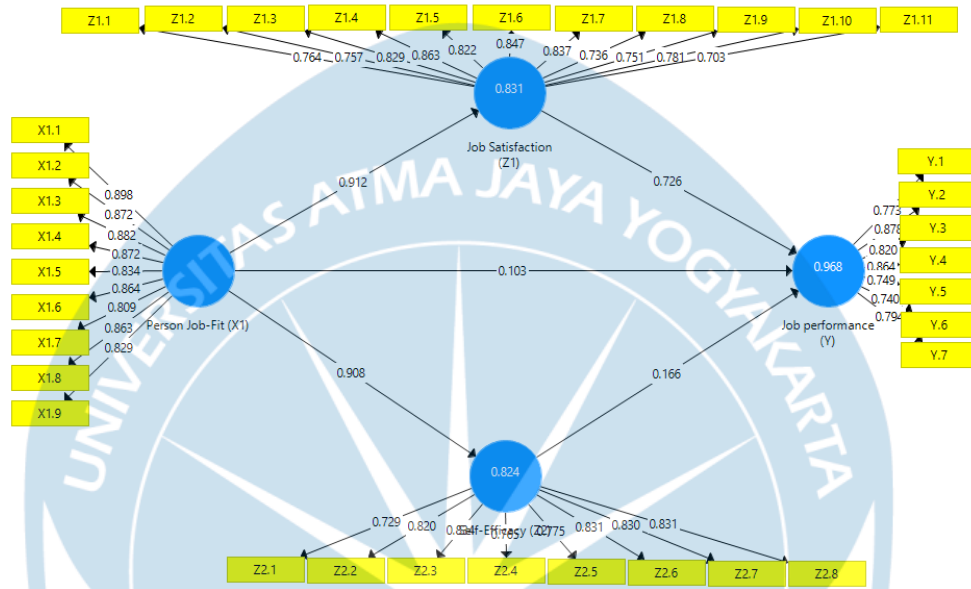 Z1.1
Z1.2
Z1.3
Z1.4
Z1.5
Z1.6
Z1.7
Z1.8
Z1.9
Z1.10
Z1.11
0.764
0.757
0.829
0.863
0.822
0.847
0.837
0.736
0.751
0.781
0.703
0.831
Job Satisfaction
(Z1)
X1.1
X1.2
X1.3
X1.4
X1.5
X1.6
X1.7
X1.8
X1.9
0.898
0.872
0.882
0.872
0.834
0.864
0.809
0.863
0.829
Person Job-Fit (X1)
0.912
0.726
0.103
0.908
0.166
0.968
Job performance
(Y)
0.773
0.878
0.820
0.864
0.749
0.740
0.794
Y.1
Y.2
Y.3
Y.4
Y.5
Y.6
Y.7
0.824
Self-Efficacy (Z2)
0.729
0.820
0.775
0.831
0.830
0.831
Z2.1
Z2.2
Z2.3
Z2.4
Z2.5
Z2.6
Z2.7
Z2.8
UNIVERSITAS ATMA JAYA YOGYAKARTA